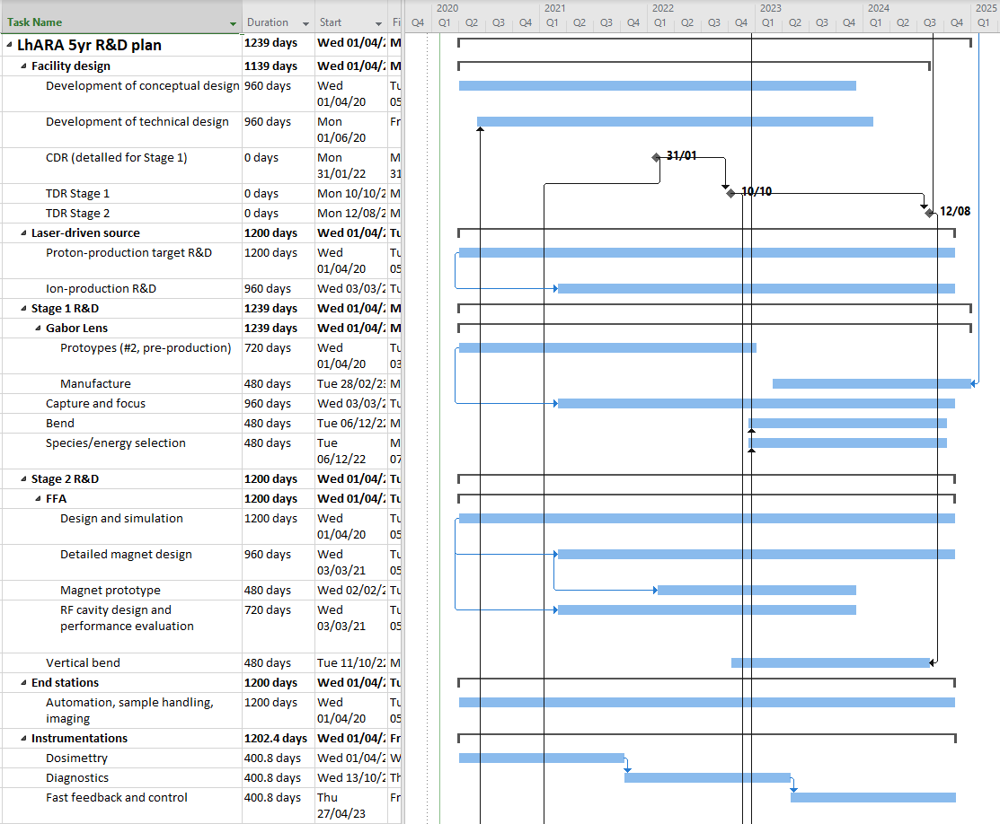 2020 2021 2022 2023 2024 2025
Task Name Duration Start Fi Q4 Q1 Q2 Q3 Q4 Q1 Q2 Q3 Q4 Q1 Q2 Q3 Q4 Q1 Q2 Q3 Q4 Q1 Q2 Q3 Q4 Q1
LhARA 5yr R&D plan 1239 days Wed 01/04/2 M
Facility design 1139 days Wed 01/04/2 M
Development of conceptual design 960 days Wed Tu
01/04/20 05
Development of technical design 960 days Mon Fr
01/06/20
CDR (detalled for Stage 1) 0 days Mon M 31/01
31/01/22 31
TDR Stage 1 0 days Mon 10/10/2 M 10/10
TDR Stage 2 0 days Mon 12/08/2 M 12/08
Laser-driven source 1200 days Wed 01/04/2 Tu
Proton-production target R&D 1200 days Wed Tu
01/04/20 05
Ion-production R&D 960 days Wed 03/03/2 Tu
Stage 1 R&D 1239 days Wed 01/04/2 M
Gabor Lens 1239 days Wed 01/04/2 M
Protoypes (#2, pre-production) 720 days Wed Tu
01/04/20 03
Manufacture 480 days Tue 28/02/23 M
Capture and focus 960 days Wed 03/03/2 Tu
Bend 480 days Tue 06/12/22 M
Species/energy selection 480 days Tue M
06/12/22 07
Stage 2 R&D 1200 days Wed 01/04/2 Tu
FFA 1200 days Wed 01/04/2 Tu
Design and simulation 1200 days Wed Tu
01/04/20 05
Detailed magnet design 960 days Wed Tu
03/03/21 05
Magnet prototype 480 days Wed 02/02/2 Tu
RF cavity design and 720 days Wed Tu
performance evaluation 03/03/21 05
Vertical bend 480 days Tue 11/10/22 M
End stations 1200 days Wed 01/04/2 Tu
Automation, sample handling, 1200 days Wed Tu
imaging 01/04/20 05
Instrumentations 1202.4 days Wed 01/04/2 Fr
Dosimettry 400.8 days Wed 01/04/2 W
Diagnostics 400.8 days Wed 13/10/2 Th
Fast feedback and control 400.8 days Thu Fr
27/04/23